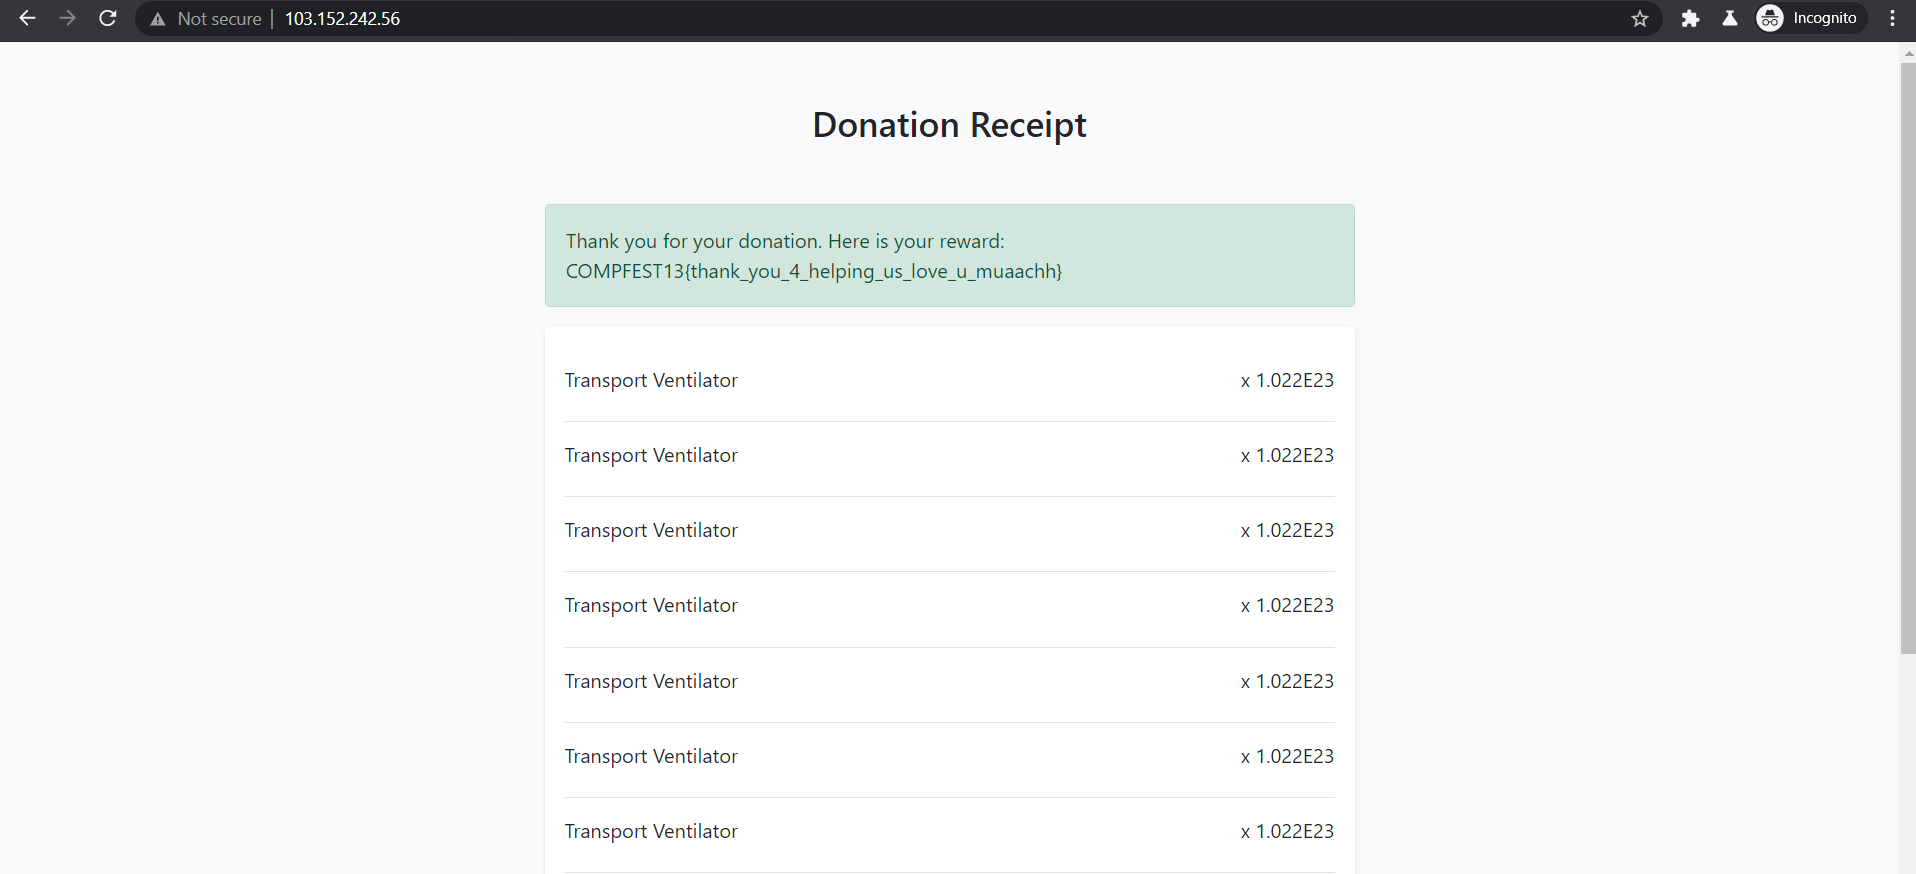 Not secure
103.152.242.56
Incognito
Donation Receipt
Thank you for your donation. Here is your reward:
COMPFEST13{thank_you_4_helping_us_love_u_muaachh}
Transport Ventilator x 1.022E23
Transport Ventilator x 1.022E23
Transport Ventilator x 1.022E23
Transport Ventilator x 1.022E23
Transport Ventilator x 1.022E23
Transport Ventilator x 1.022E23
Transport Ventilator x 1.022E23